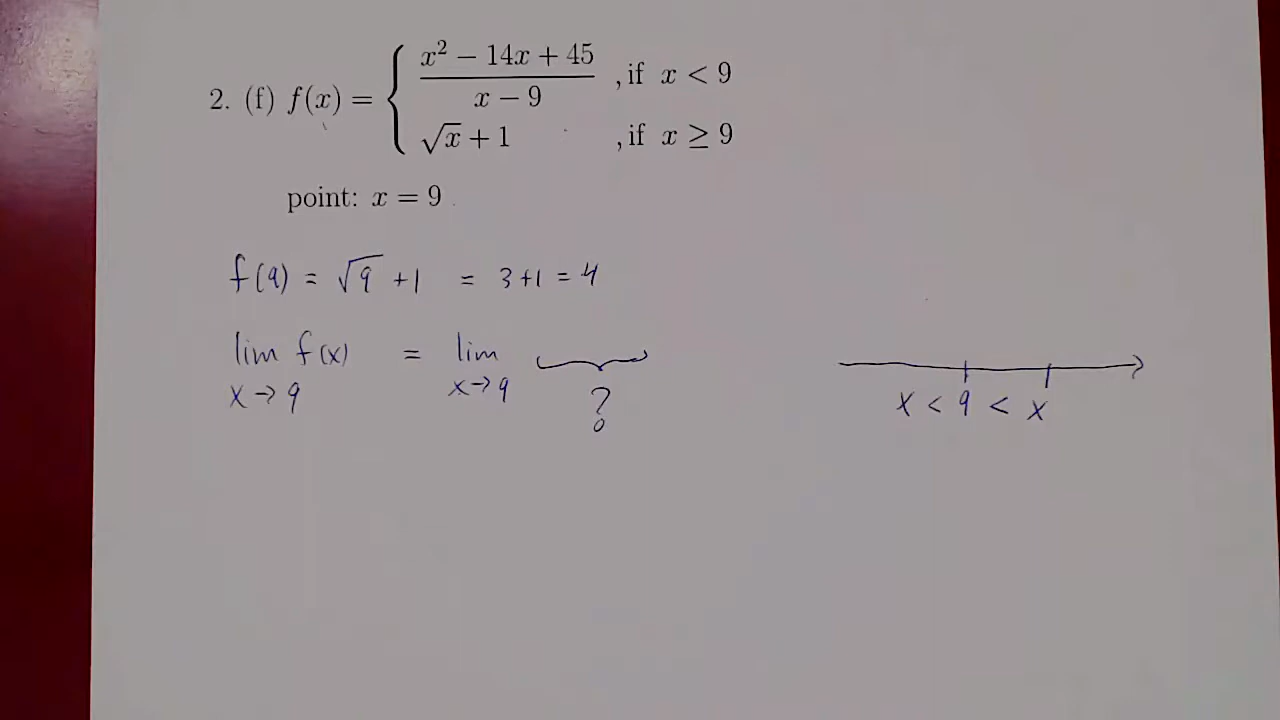 2. (f) f(x) = { (x² − 14x + 45)/(x − 9) , if x < 9
√x + 1 , if x ≥ 9
point: x = 9
f(9) = √9 + 1 = 3+1 = 4
lim f(x) = lim
x→9 x→9 ?
x < 9 < x